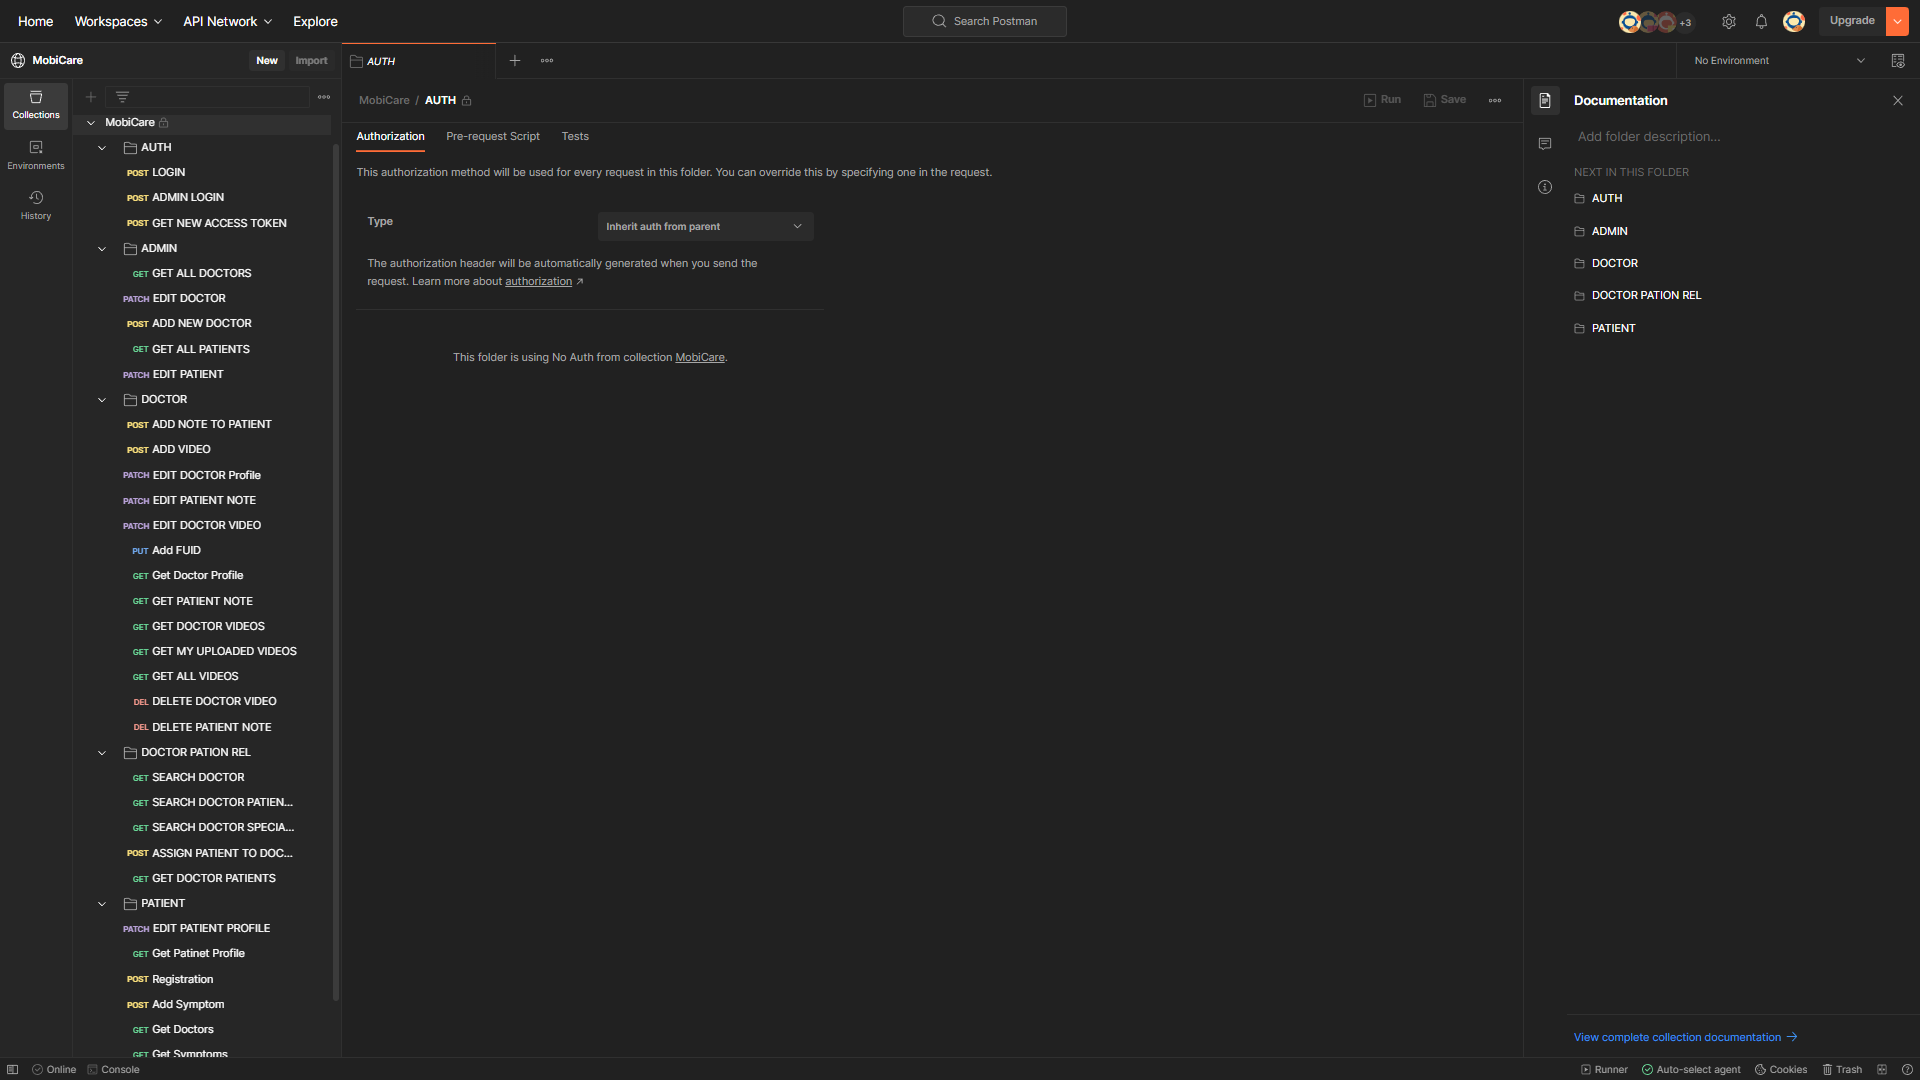 Home Workspaces API Network Explore
Search Postman
+3
Upgrade
MobiCare
New Import
AUTH
No Environment
Collections
Environments
History
MobiCare
AUTH
POST LOGIN
POST ADMIN LOGIN
POST GET NEW ACCESS TOKEN
ADMIN
GET GET ALL DOCTORS
PATCH EDIT DOCTOR
POST ADD NEW DOCTOR
GET GET ALL PATIENTS
PATCH EDIT PATIENT
DOCTOR
POST ADD NOTE TO PATIENT
POST ADD VIDEO
PATCH EDIT DOCTOR Profile
PATCH EDIT PATIENT NOTE
PATCH EDIT DOCTOR VIDEO
PUT Add FUID
GET Get Doctor Profile
GET GET PATIENT NOTE
GET GET DOCTOR VIDEOS
GET GET MY UPLOADED VIDEOS
GET GET ALL VIDEOS
DEL DELETE DOCTOR VIDEO
DEL DELETE PATIENT NOTE
DOCTOR PATION REL
GET SEARCH DOCTOR
GET SEARCH DOCTOR PATIEN...
GET SEARCH DOCTOR SPECIA...
POST ASSIGN PATIENT TO DOC...
GET GET DOCTOR PATIENTS
PATIENT
PATCH EDIT PATIENT PROFILE
GET Get Patinet Profile
POST Registration
POST Add Symptom
GET Get Doctors
GET Get Symptoms
MobiCare / AUTH
Run Save
Authorization Pre-request Script Tests
This authorization method will be used for every request in this folder. You can override this by specifying one in the request.
Type
Inherit auth from parent
The authorization header will be automatically generated when you send the
request. Learn more about authorization ↗
This folder is using No Auth from collection MobiCare.
Documentation
Add folder description...
NEXT IN THIS FOLDER
AUTH
ADMIN
DOCTOR
DOCTOR PATION REL
PATIENT
View complete collection documentation →
Online Console
Runner Auto-select agent Cookies Trash